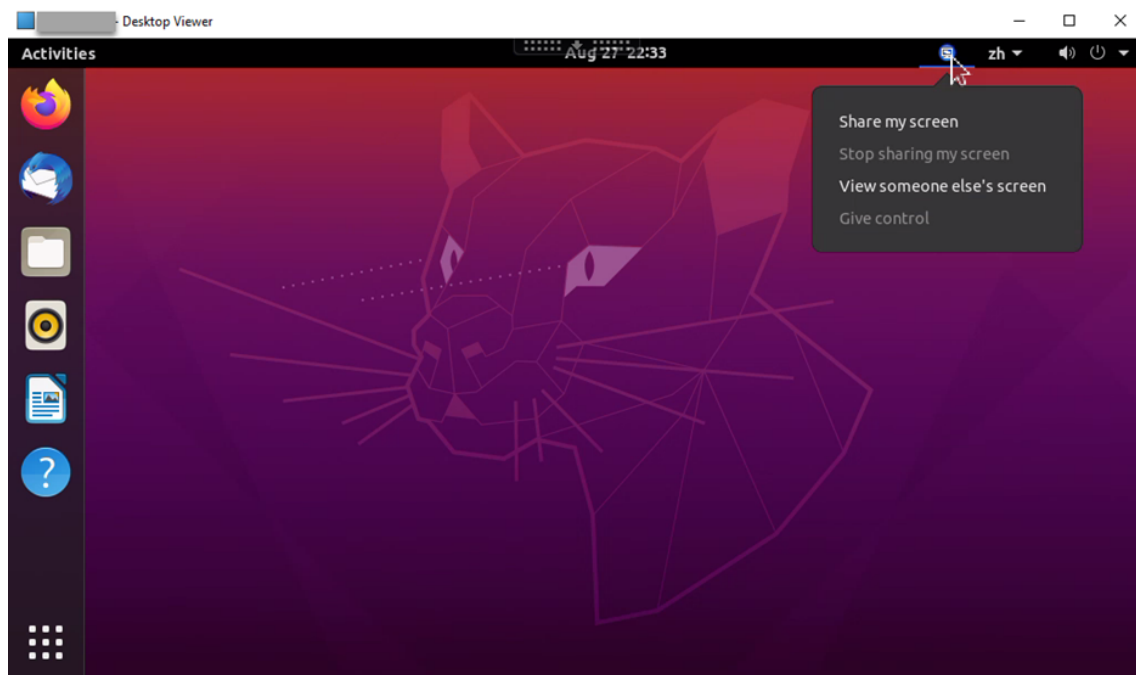 - Desktop Viewer
Activities
Aug 27 22:33
zh
Share my screen
Stop sharing my screen
View someone else's screen
Give control
?